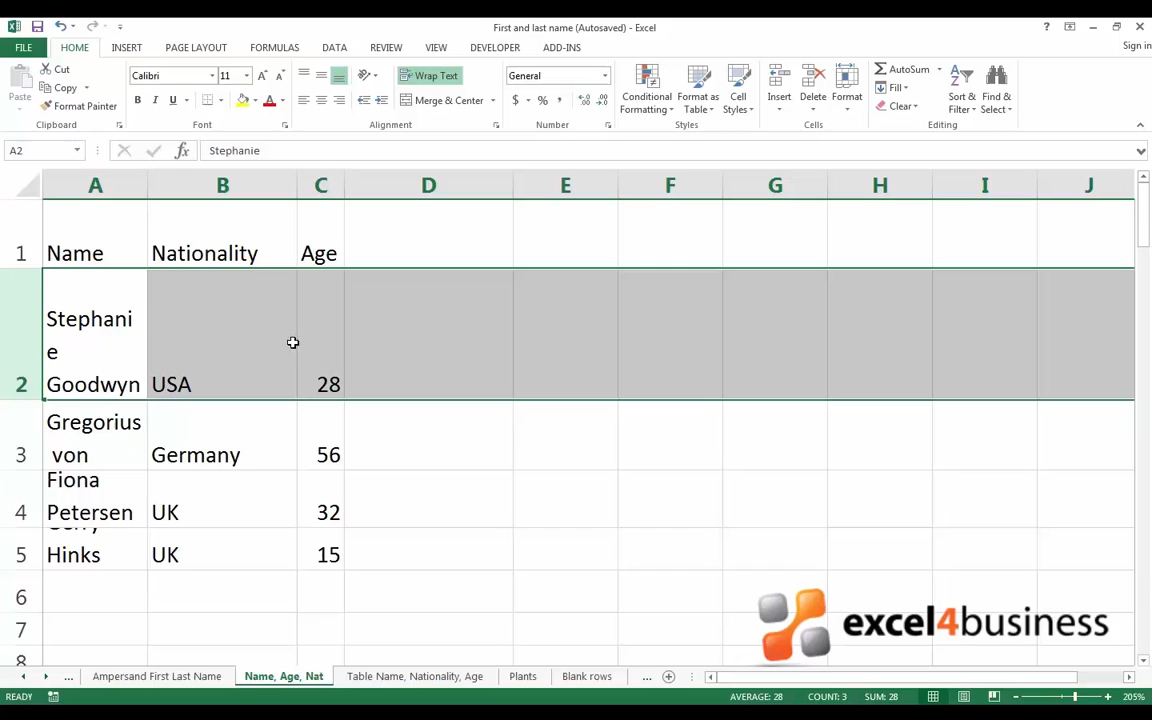 First and last name (Autosaved) - Excel
Sign in
FILE HOME INSERT PAGE LAYOUT FORMULAS DATA REVIEW VIEW DEVELOPER ADD-INS
Paste
Cut
Copy
Format Painter
Clipboard
Calibri 11
B I U
Font
Wrap Text
Merge & Center
Alignment
General
$ %
Number
Conditional Formatting
Format as Table
Cell Styles
Styles
Insert
Delete
Format
Cells
AutoSum
Fill
Clear
Sort & Filter
Find & Select
Editing
A2 fx Stephanie
A B C D E F G H I J
1 Name Nationality Age
Stephani
e
2 Goodwyn USA 28
Gregorius
3 von Germany 56
Fiona
4 Petersen UK 32
5 Hinks UK 15
6
7
8
excel4business
... Ampersand First Last Name Name, Age, Nat Table Name, Nationality, Age Plants Blank rows ...
READY AVERAGE: 28 COUNT: 3 SUM: 28 205%